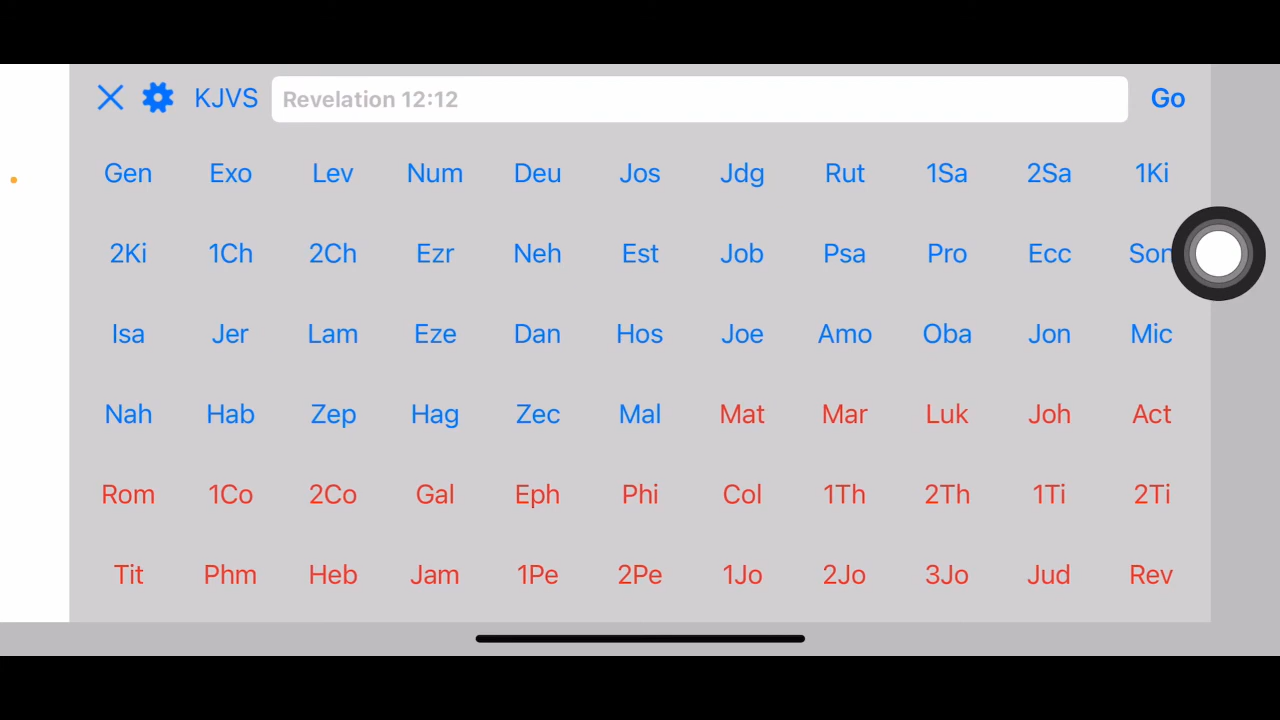 KJVS Revelation 12:12 Go
Gen Exo Lev Num Deu Jos Jdg Rut 1Sa 2Sa 1Ki
2Ki 1Ch 2Ch Ezr Neh Est Job Psa Pro Ecc Son
Isa Jer Lam Eze Dan Hos Joe Amo Oba Jon Mic
Nah Hab Zep Hag Zec Mal Mat Mar Luk Joh Act
Rom 1Co 2Co Gal Eph Phi Col 1Th 2Th 1Ti 2Ti
Tit Phm Heb Jam 1Pe 2Pe 1Jo 2Jo 3Jo Jud Rev